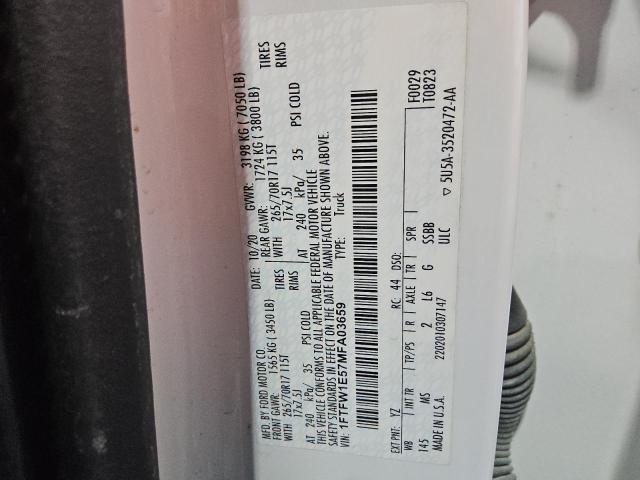 MFD. BY FORD MOTOR CO.
DATE: 10/20 GVWR: 3198 KG ( 7050 LB)
FRONT GAWR: 1565 KG ( 3450 LB) REAR GAWR: 1724 KG ( 3800 LB)
WITH 265/70R17 115T TIRES WITH 265/70R17 115T TIRES
17x7.5J RIMS 17x7.5J RIMS
AT 240 kPa/ 35 PSI COLD AT 240 kPa/ 35 PSI COLD
THIS VEHICLE CONFORMS TO ALL APPLICABLE FEDERAL MOTOR VEHICLE
SAFETY STANDARDS IN EFFECT ON THE DATE OF MANUFACTURE SHOWN ABOVE.
VIN: 1FTFW1E57MFA03659 TYPE: Truck
F0029
T0823
EXT PNT: YZ RC: 44 DSO:
WB INT TR TP/PS R AXLE TR SPR
145 MS 2 L6 G SSBB
MADE IN U.S.A. 2202010307147 ULC
▽ 5U5A-3520472-AA